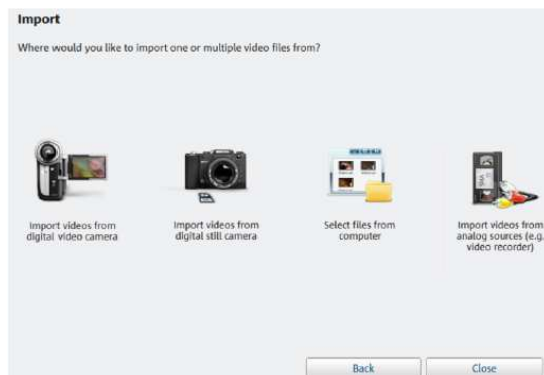 Import
Where would you like to import one or multiple video files from?
Import videos from
digital video camera
Import videos from
digital still camera
Select files from
computer
Import videos from
analog sources (e.g.
video recorder)
Back
Close